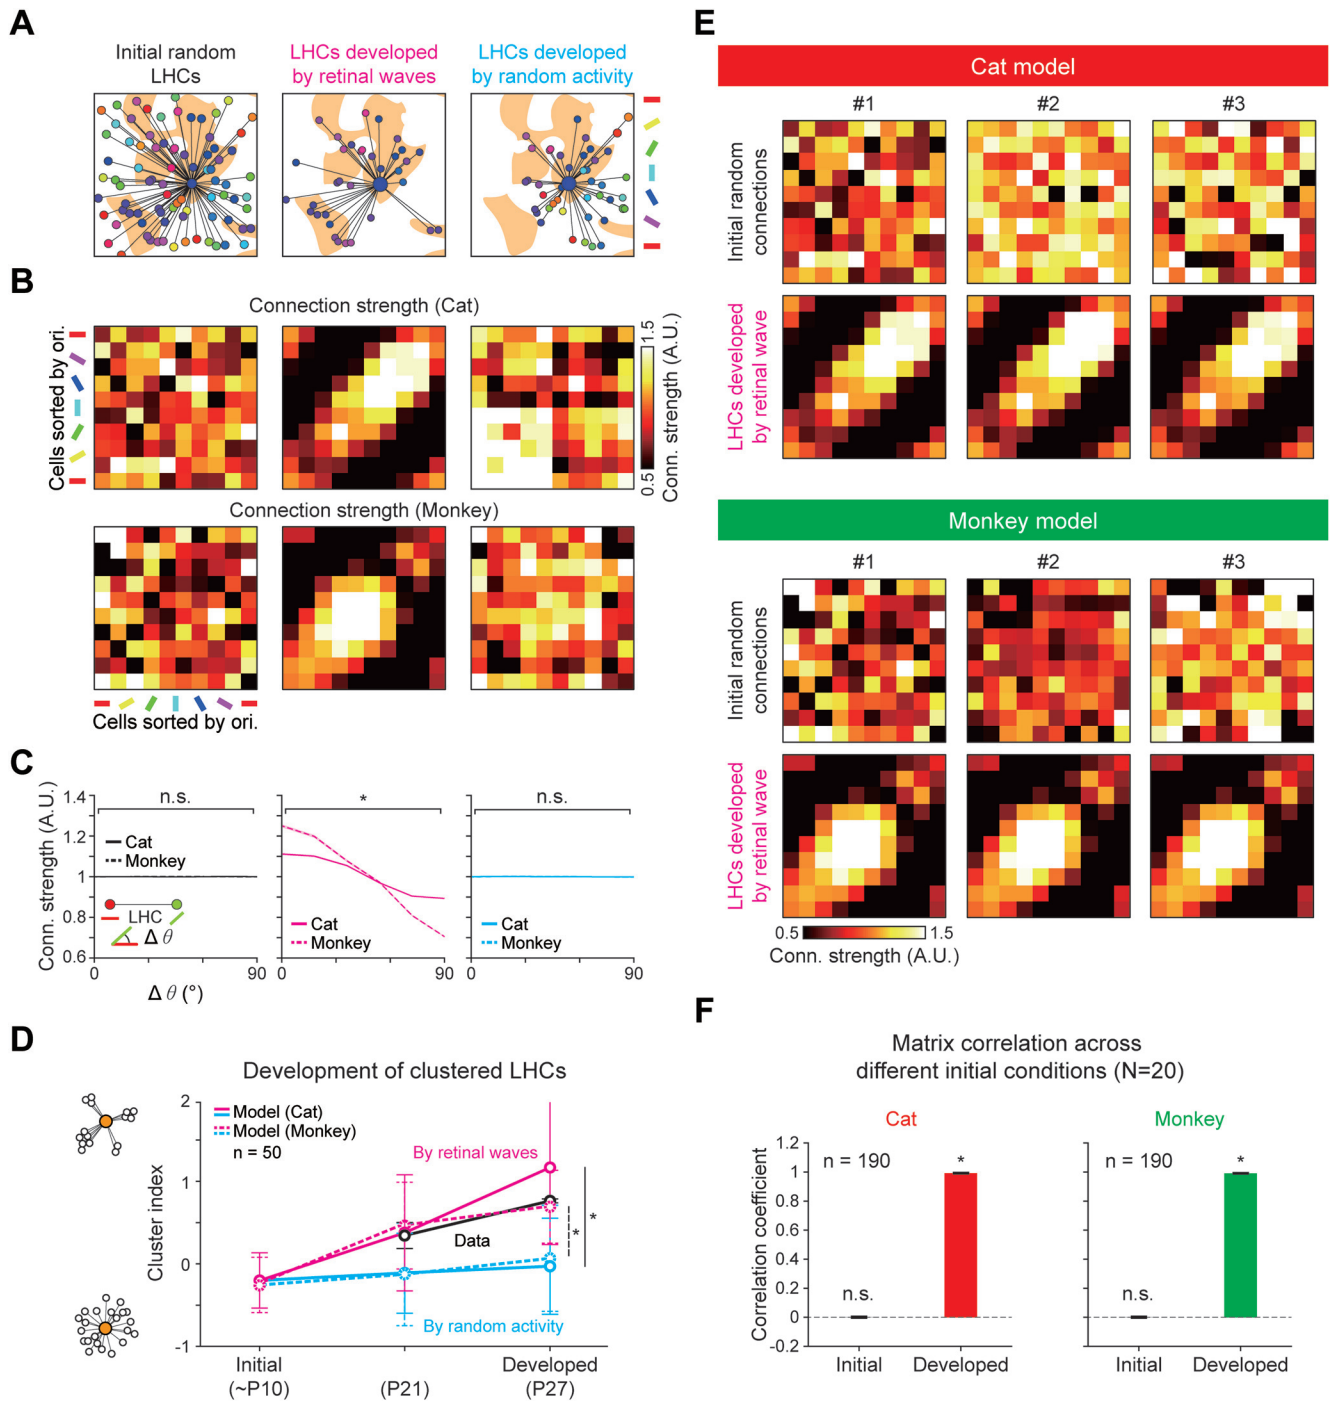 A
Initial random
LHCs
LHCs developed
by retinal waves
LHCs developed
by random activity
B
Connection strength (Cat)
Cells sorted by ori.
1.5
0.5
Conn. strength (A.U.)
Connection strength (Monkey)
Cells sorted by ori.
C
Conn. strength (A.U.)
1.4
1.2
1
0.8
0.6
n.s.
Cat
Monkey
LHC
Δ θ
0
90
Δ θ (°)
*
Cat
Monkey
0
90
n.s.
Cat
Monkey
0
90
D
Development of clustered LHCs
Cluster index
2
1
0
-1
Model (Cat)
Model (Monkey)
n = 50
By retinal waves
Data
By random activity
*
*
Initial
(~P10)
(P21)
Developed
(P27)
E
Cat model
#1
#2
#3
Initial random
connections
LHCs developed
by retinal wave
Monkey model
#1
#2
#3
Initial random
connections
LHCs developed
by retinal wave
0.5
1.5
Conn. strength (A.U.)
F
Matrix correlation across
different initial conditions (N=20)
Cat
Monkey
Correlation coefficient
1.2
1
0.8
0.6
0.4
0.2
0
-0.2
n = 190
*
n.s.
Initial
Developed
n = 190
*
n.s.
Initial
Developed